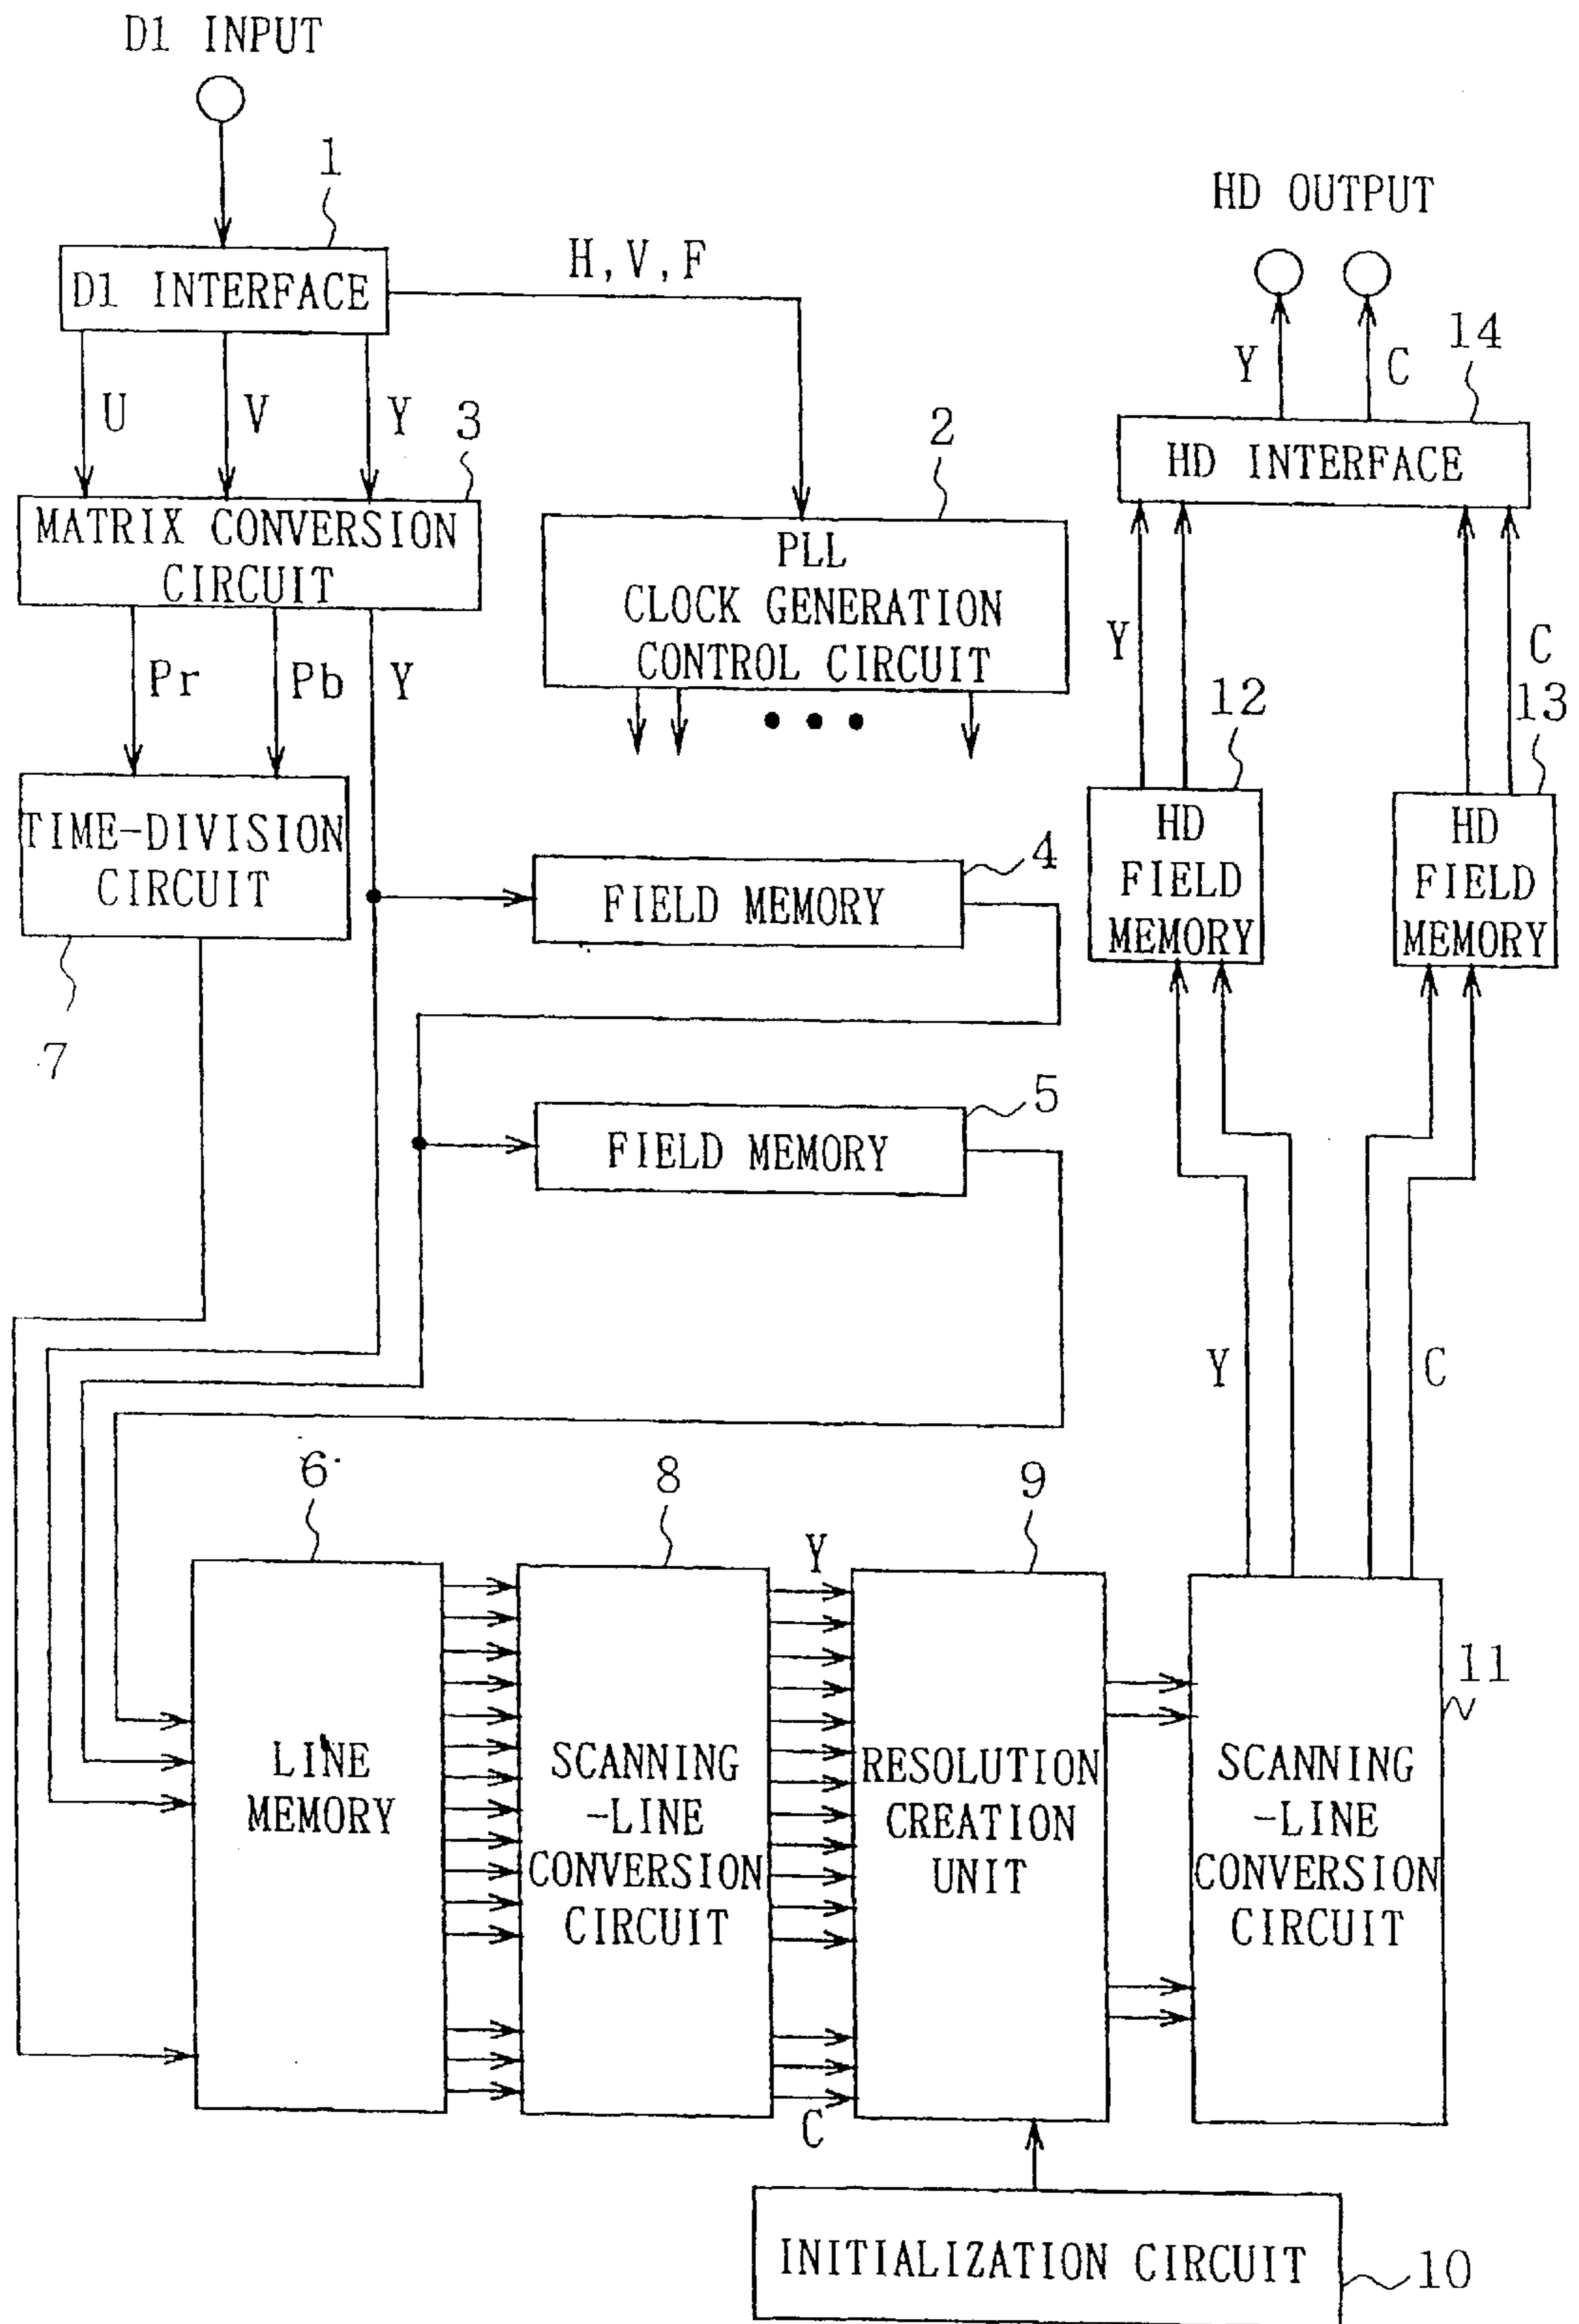 D1 INPUT
1
D1 INTERFACE
H, V, F
U
V
Y
3
MATRIX CONVERSION
CIRCUIT
2
PLL
CLOCK GENERATION
CONTROL CIRCUIT
Pr
Pb
Y
TIME-DIVISION
CIRCUIT
7
4
FIELD MEMORY
5
FIELD MEMORY
HD OUTPUT
Y
C
14
HD INTERFACE
Y
C
12
HD
FIELD
MEMORY
13
HD
FIELD
MEMORY
Y
C
6
LINE
MEMORY
8
SCANNING
-LINE
CONVERSION
CIRCUIT
Y
C
9
RESOLUTION
CREATION
UNIT
11
SCANNING
-LINE
CONVERSION
CIRCUIT
INITIALIZATION CIRCUIT
10